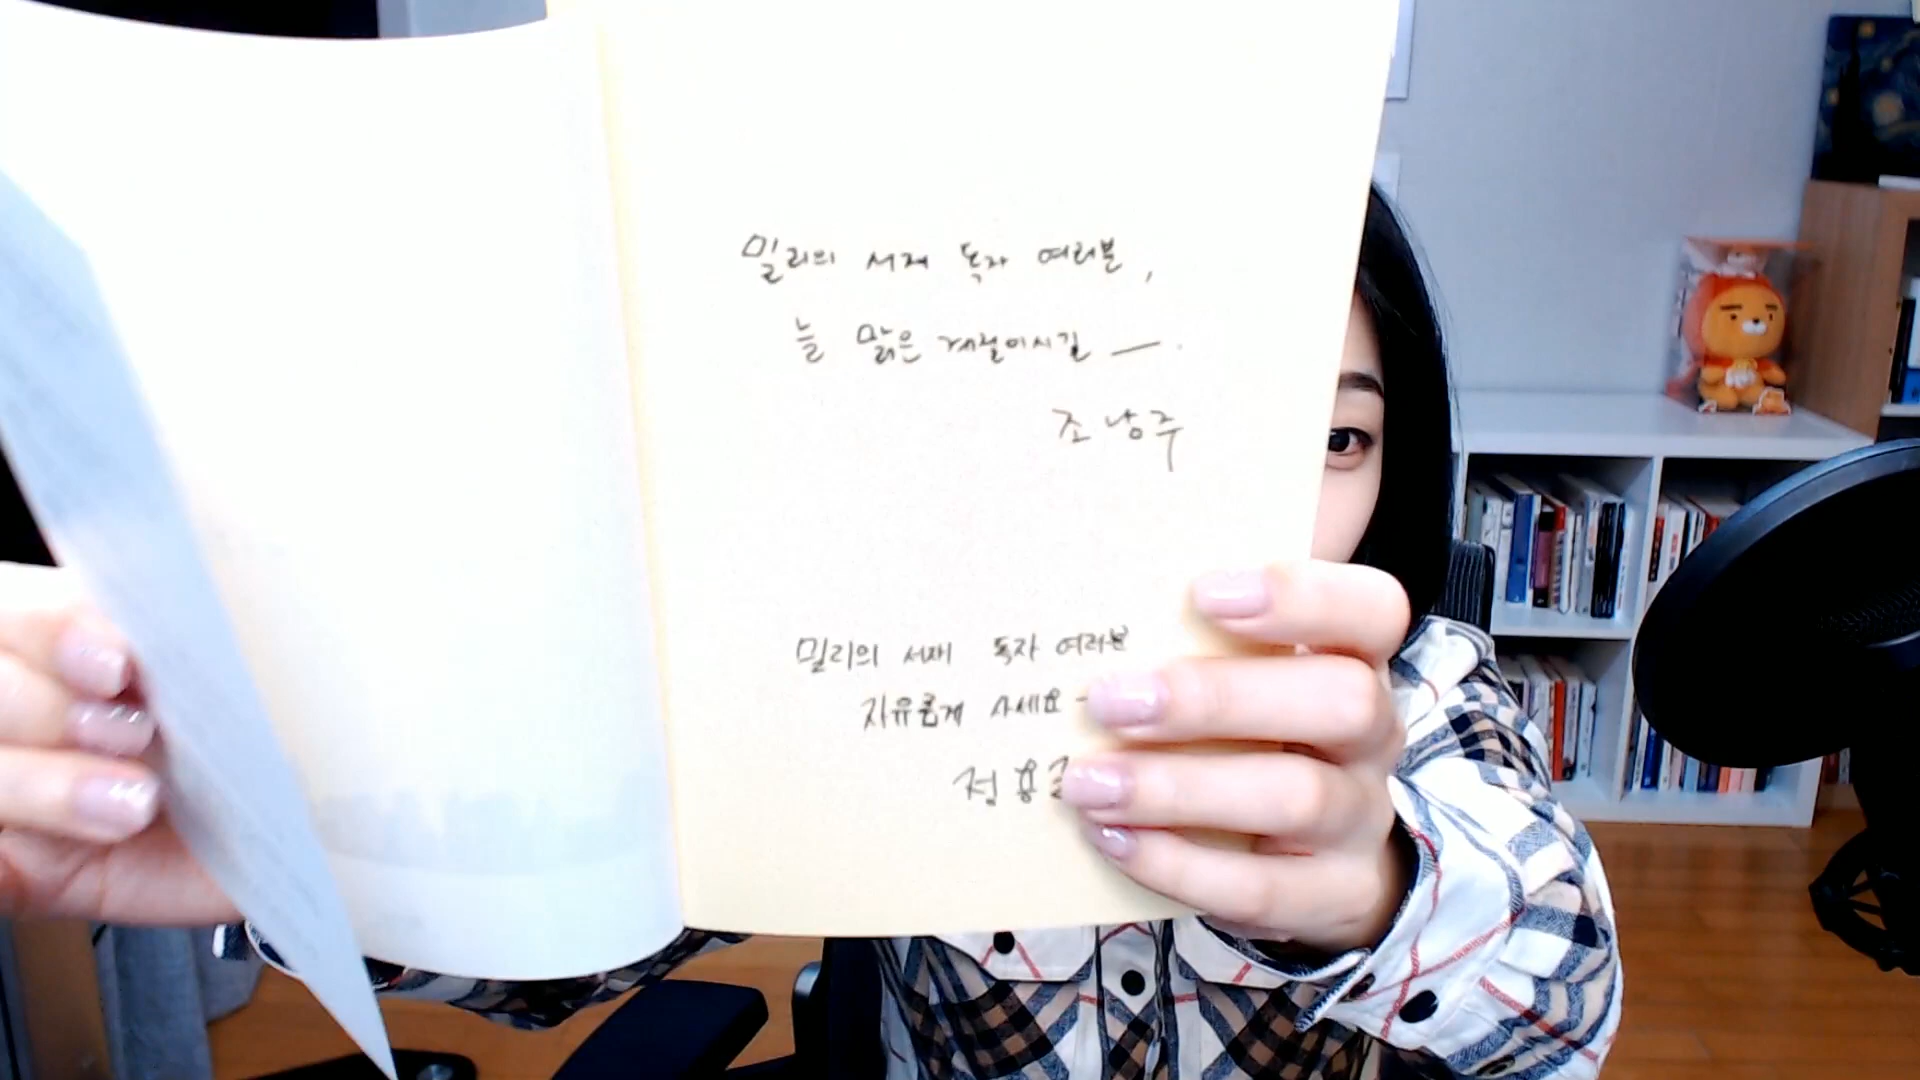 밀리의 서재 독자 여러분,
늘 맑은 계절이시길 —.
조남주
밀리의 서재 독자 여러분
자유롭게 사세요 -
정용